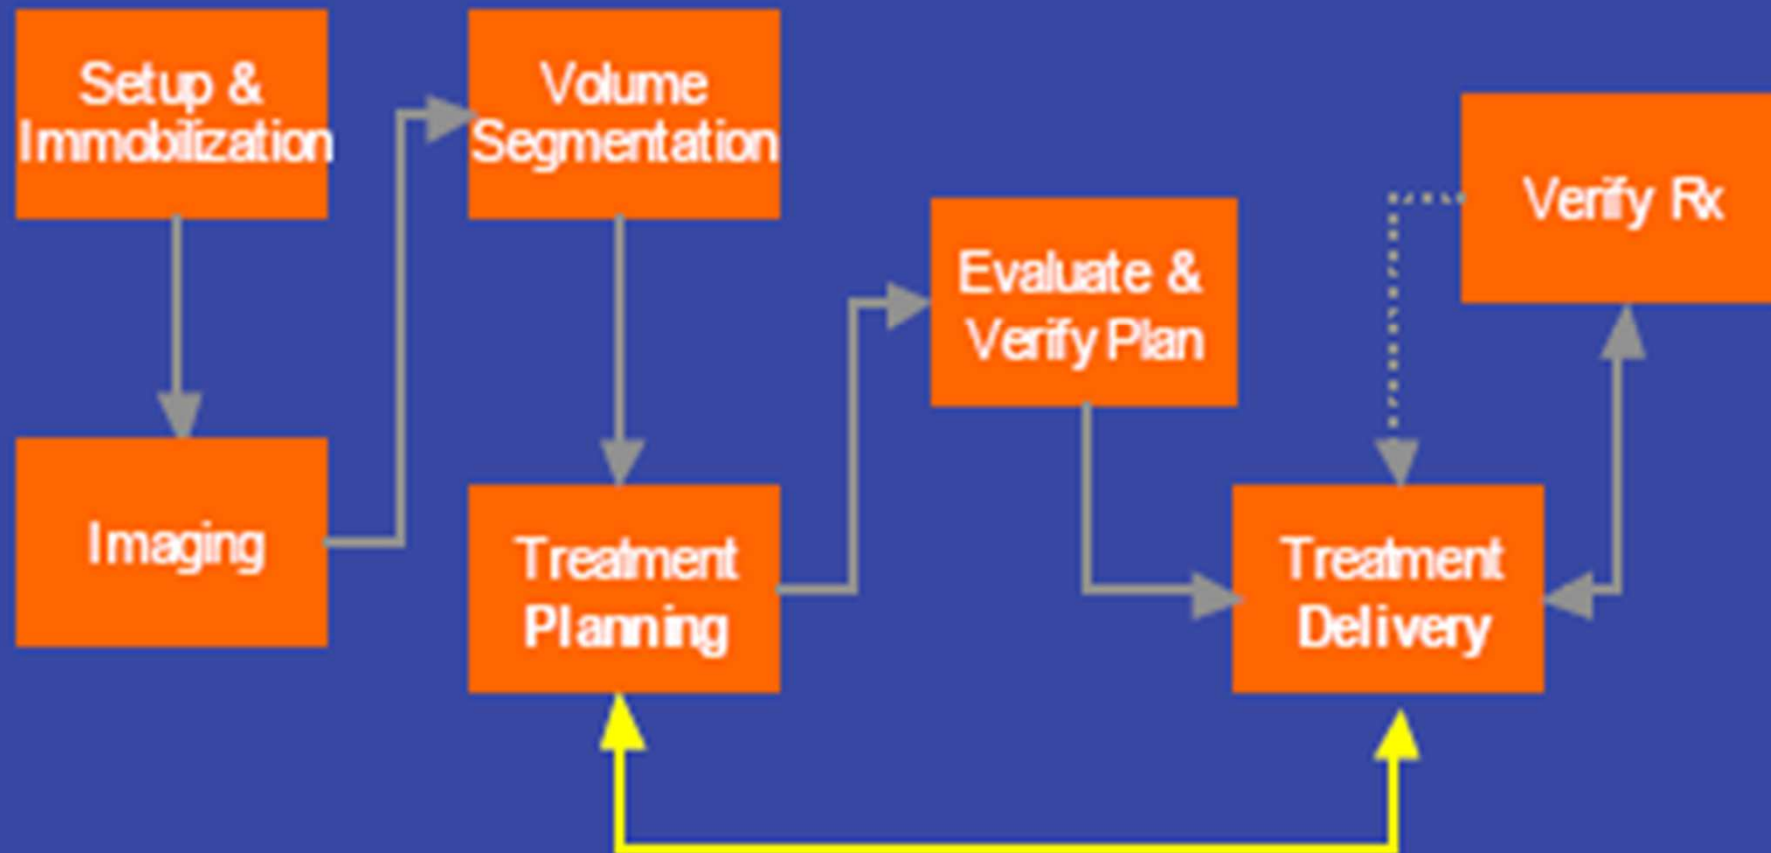 Setup &
Immobilization
Volume
Segmentation
Evaluate &
Verify Plan
Verify Rx
Imaging
Treatment
Planning
Treatment
Delivery